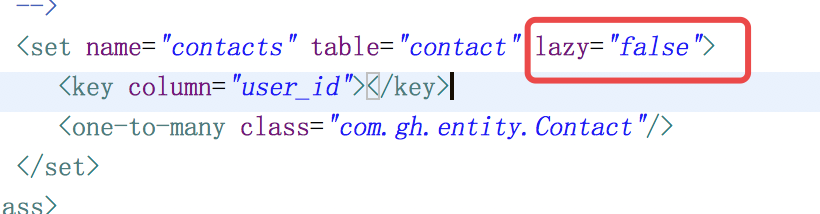 -->
<set name="contacts" table="contact" lazy="false">
<key column="user_id"></key>
<one-to-many class="com.gh.entity.Contact"/>
</set>
ass>